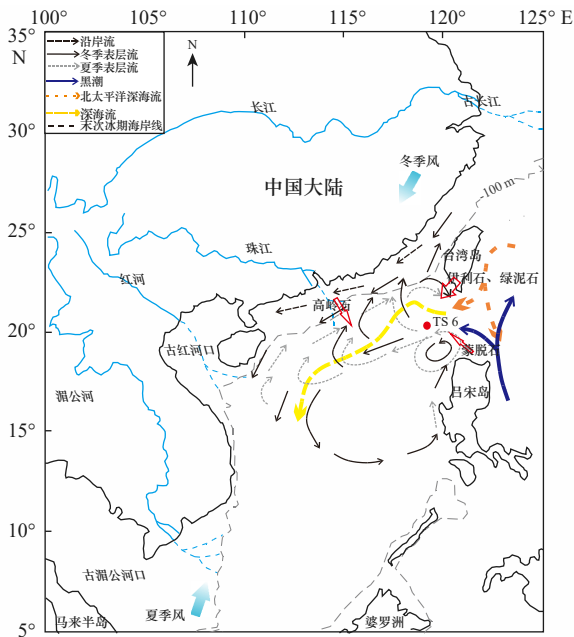 100°
105°
110°
115°
120°
125° E
35°
N
30°
25°
20°
15°
10°
5°
沿岸流
冬季表层流
夏季表层流
黑潮
北太平洋深海流
深海流
末次冰期海岸线
N
长江
古长江
冬季风
中国大陆
-100 m
珠江
台湾岛
红河
伊利石、绿泥石
高岭石
TS 6
古红河口
蒙脱石
湄公河
吕宋岛
古湄公河口
夏季风
马来半岛
婆罗洲